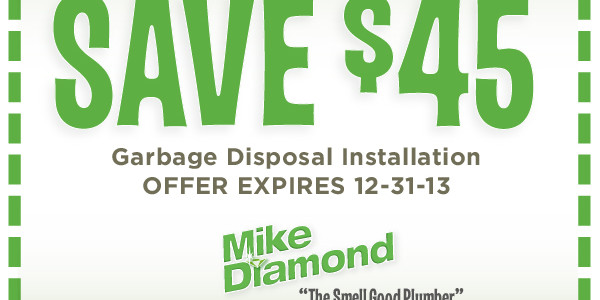 SAVE $45
Garbage Disposal Installation
OFFER EXPIRES 12-31-13
Mike
Diamond
“The Smell Good Plumber”